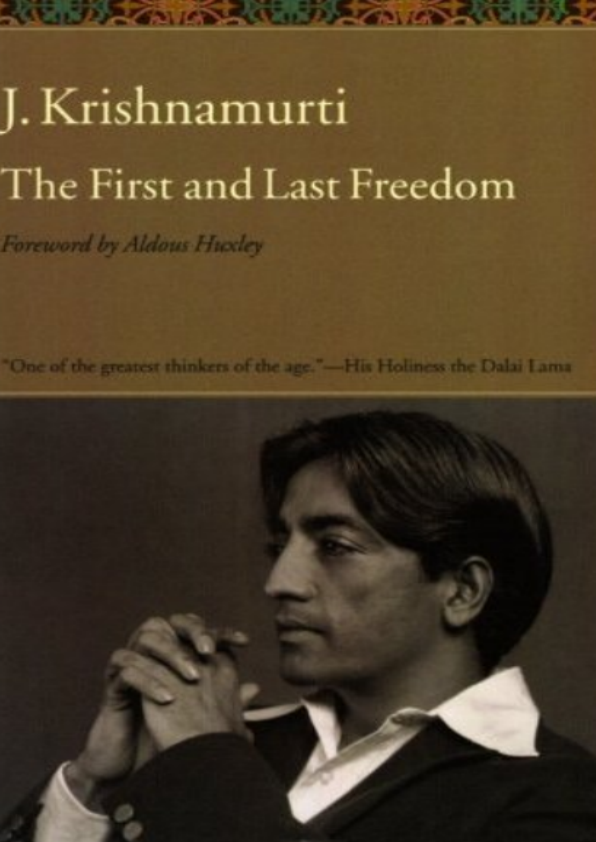 J. Krishnamurti
The First and Last Freedom
Foreword by Aldous Huxley
"One of the greatest thinkers of the age."—His Holiness the Dalai Lama